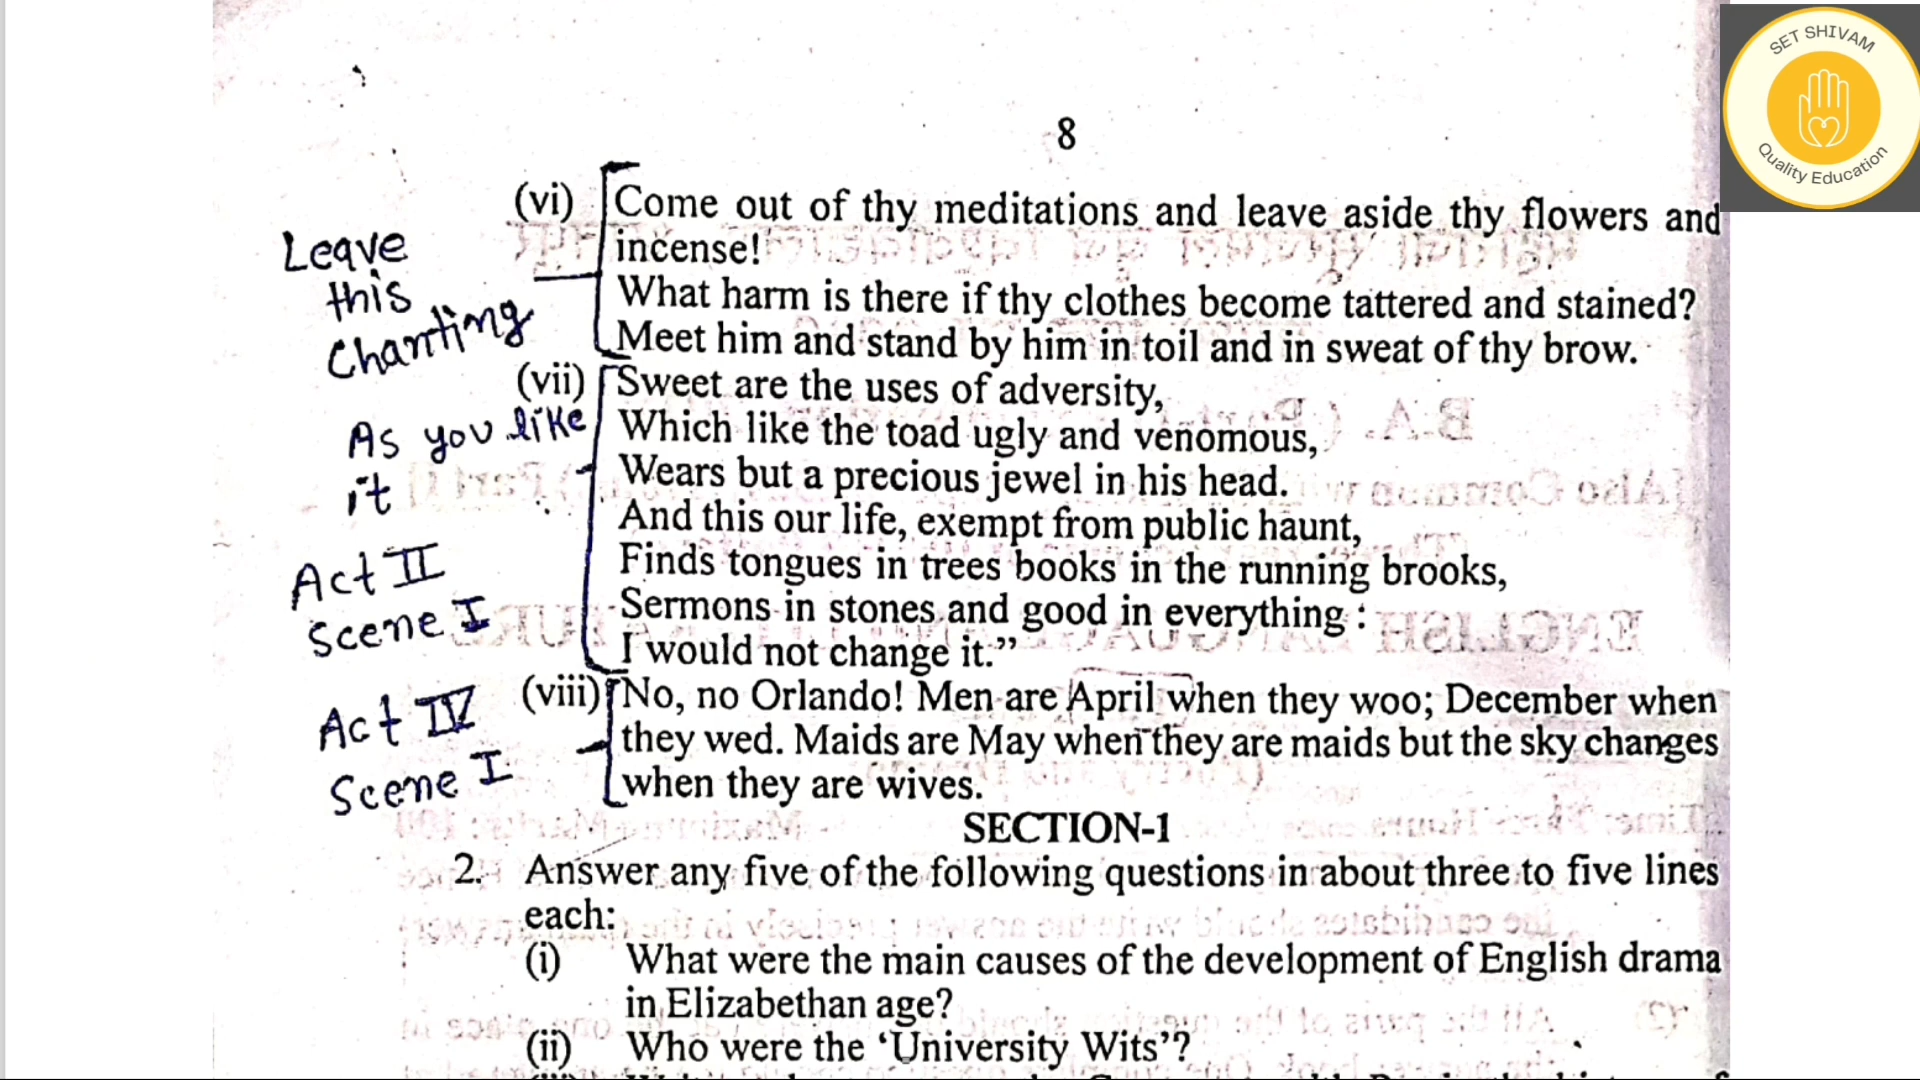 SET SHIVAM
Quality Education
8
(vi) Come out of thy meditations and leave aside thy flowers and
incense!
What harm is there if thy clothes become tattered and stained?
Meet him and stand by him in toil and in sweat of thy brow.
Leave
this
Chanting
(vii) Sweet are the uses of adversity,
Which like the toad ugly and venomous,
Wears but a precious jewel in his head.
And this our life, exempt from public haunt,
Finds tongues in trees books in the running brooks,
Sermons in stones and good in everything :
I would not change it.”
As you like
it
Act II
Scene I
(viii) No, no Orlando! Men are April when they woo; December when
they wed. Maids are May when they are maids but the sky changes
when they are wives.
Act IV
Scene I
SECTION-1
2. Answer any five of the following questions in about three to five lines
each:
(i) What were the main causes of the development of English drama
in Elizabethan age?
(ii) Who were the ‘University Wits’?